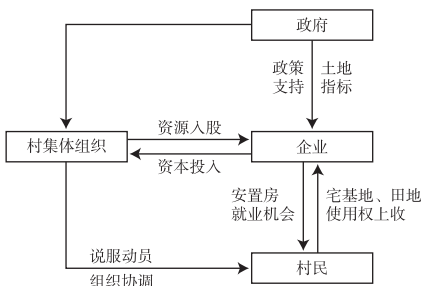 政府
政策 土地
支持 指标
资源入股
村集体组织
企业
资本投入
安置房 宅基地、田地
就业机会 使用权上收
说服动员
村民
组织协调